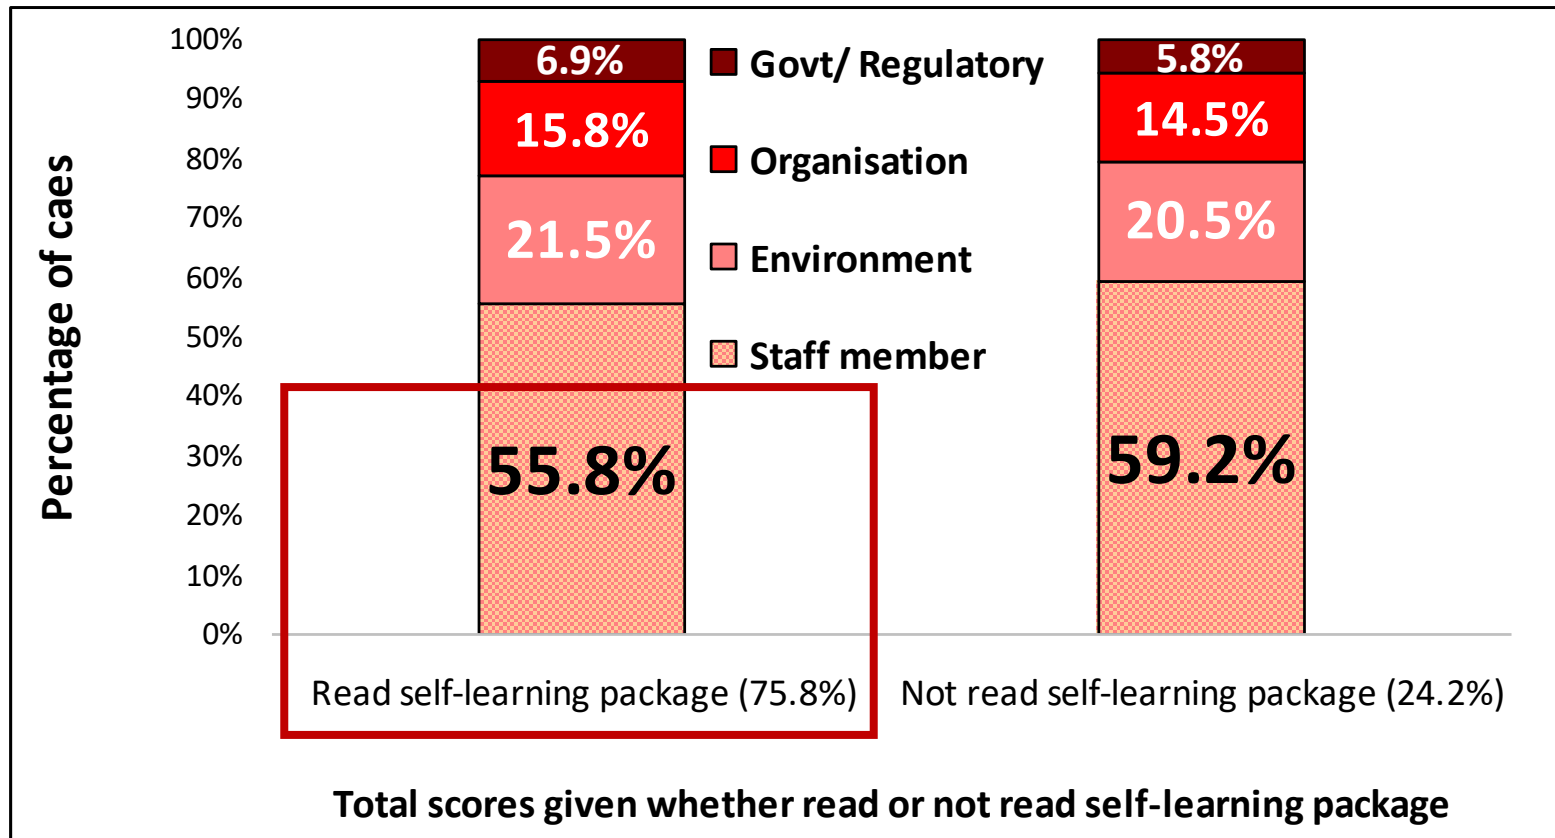 Percentage of caes
100%
90%
80%
70%
60%
50%
40%
30%
20%
10%
0%
6.9%
15.8%
21.5%
55.8%
Govt/ Regulatory
Organisation
Environment
Staff member
5.8%
14.5%
20.5%
59.2%
Read self-learning package (75.8%)
Not read self-learning package (24.2%)
Total scores given whether read or not read self-learning package